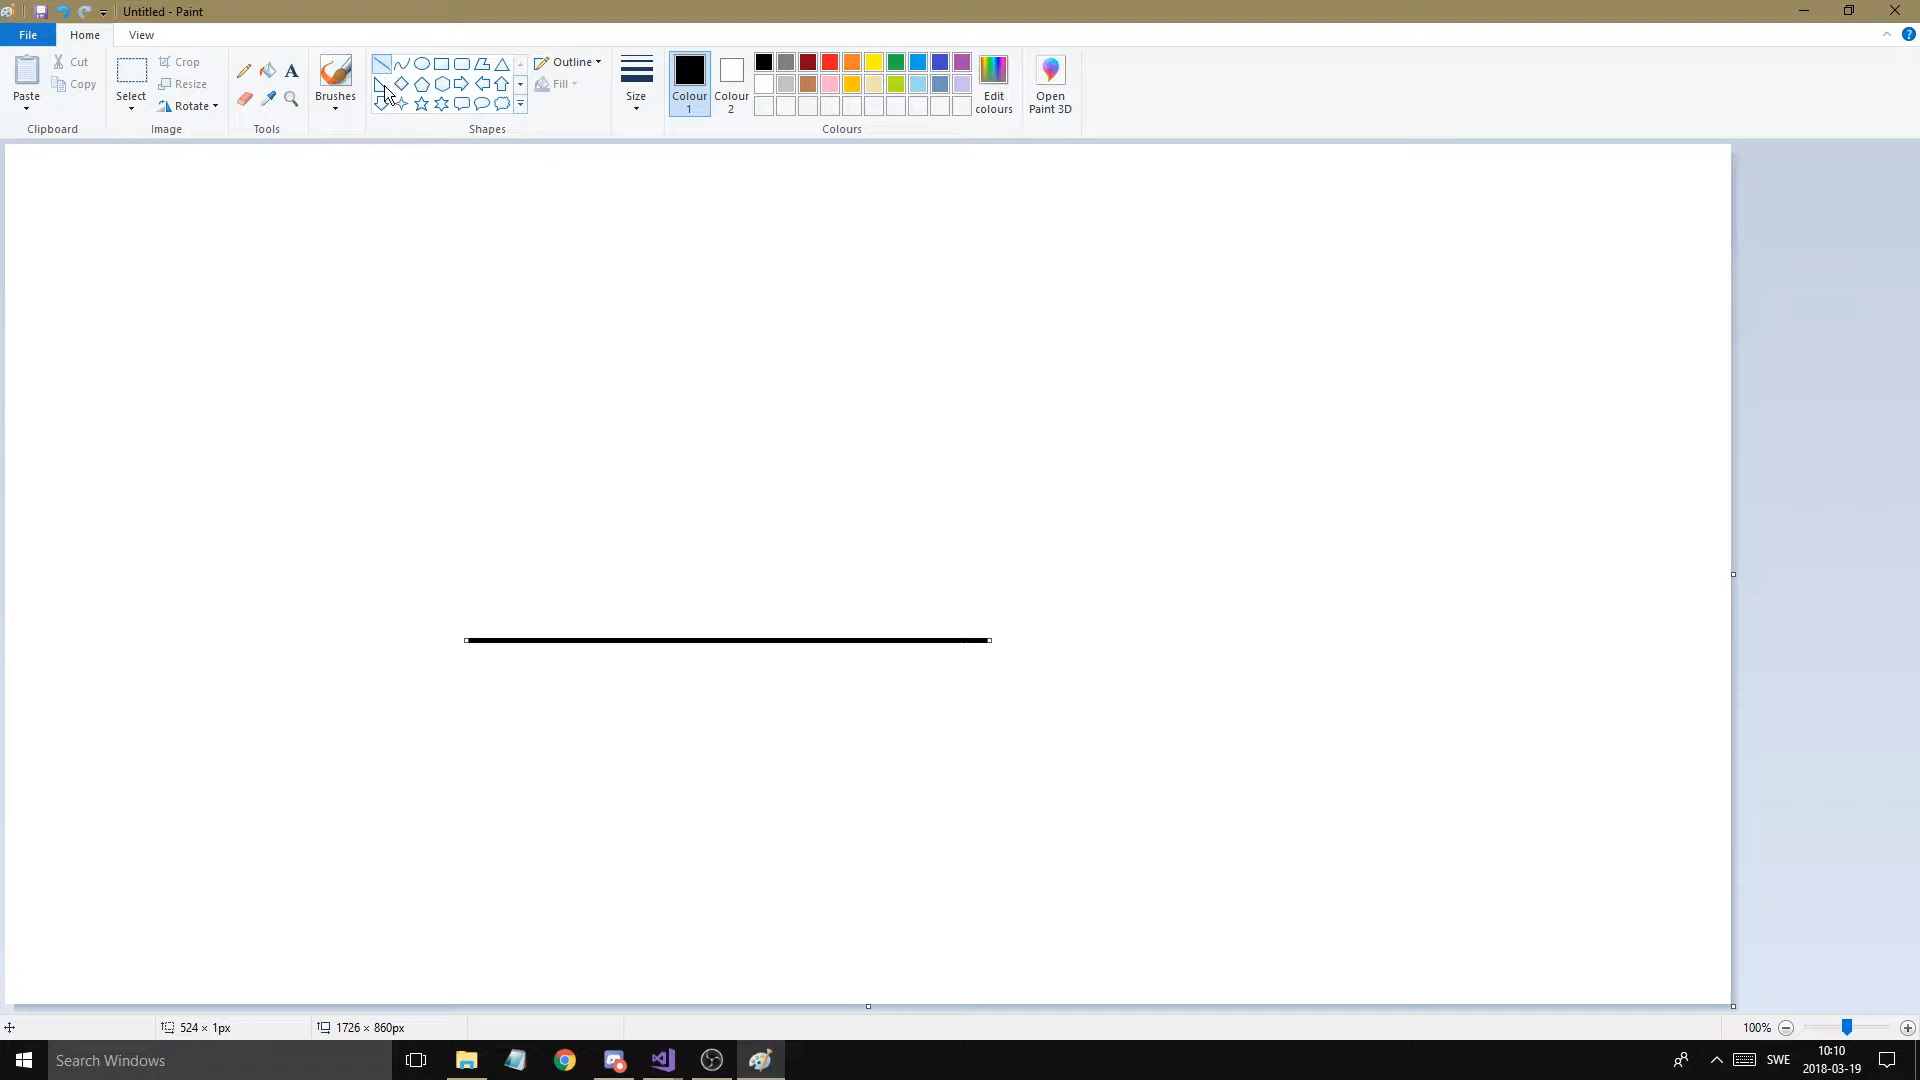 Untitled - Paint
File Home View
Paste
Cut
Copy
Clipboard
Select
Crop
Resize
Rotate
Image
A
Tools
Brushes
Shapes
Outline
Fill
Size
Colour
1
Colour
2
Edit
colours
Colours
Open
Paint 3D
?
524 × 1px
1726 × 860px
100%
Search Windows
SWE
10:10
2018-03-19